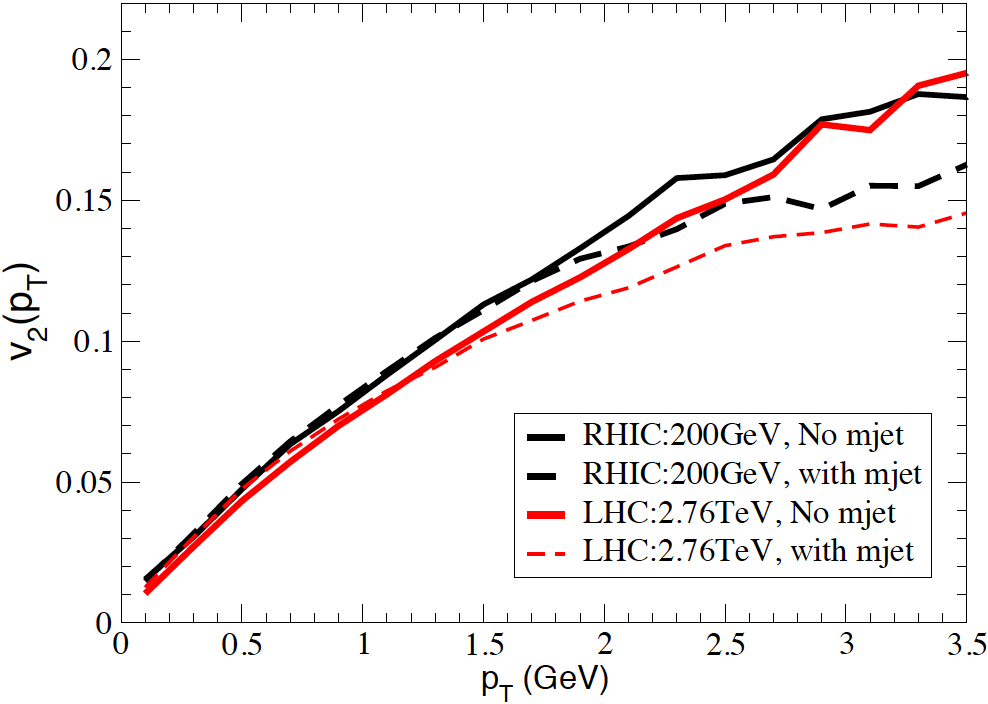 0.2
0.15
0.1
0.05
0
v2(pT)
0
0.5
1
1.5
2
2.5
3
3.5
pT (GeV)
RHIC:200GeV, No mjet
RHIC:200GeV, with mjet
LHC:2.76TeV, No mjet
LHC:2.76TeV, with mjet